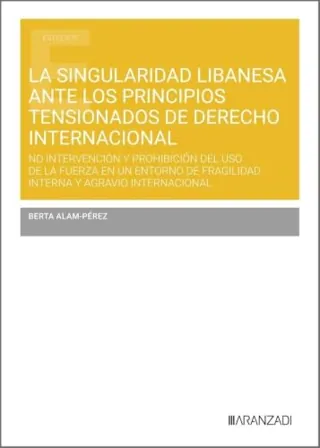 ESTUDIOS
LA SINGULARIDAD LIBANESA
ANTE LOS PRINCIPIOS
TENSIONADOS DE DERECHO
INTERNACIONAL
NO INTERVENCIÓN Y PROHIBICIÓN DEL USO
DE LA FUERZA EN UN ENTORNO DE FRAGILIDAD
INTERNA Y AGRAVIO INTERNACIONAL
BERTA ALAM-PÉREZ
ARANZADI